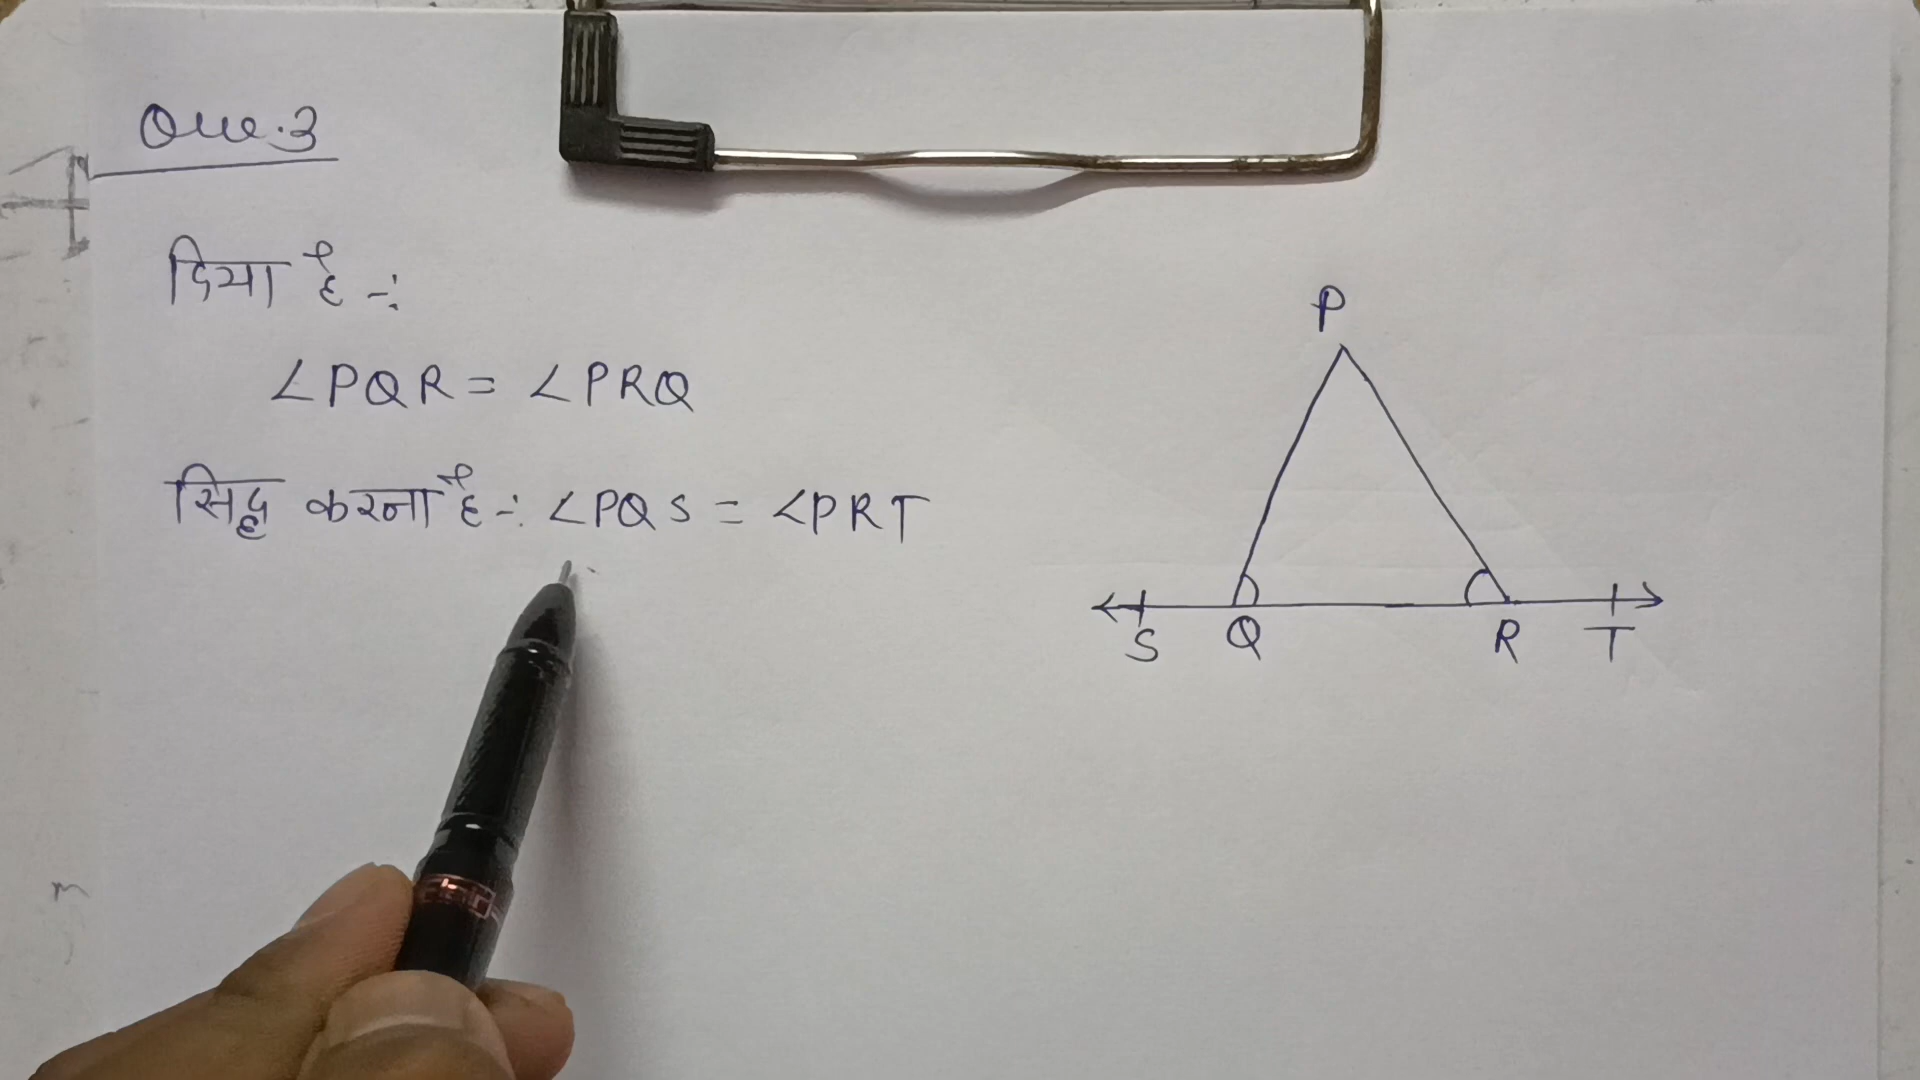 Que.3
दिया है -:
∠PQR = ∠PRQ
सिद्ध करना है -: ∠PQS = ∠PRT
P
S Q R T